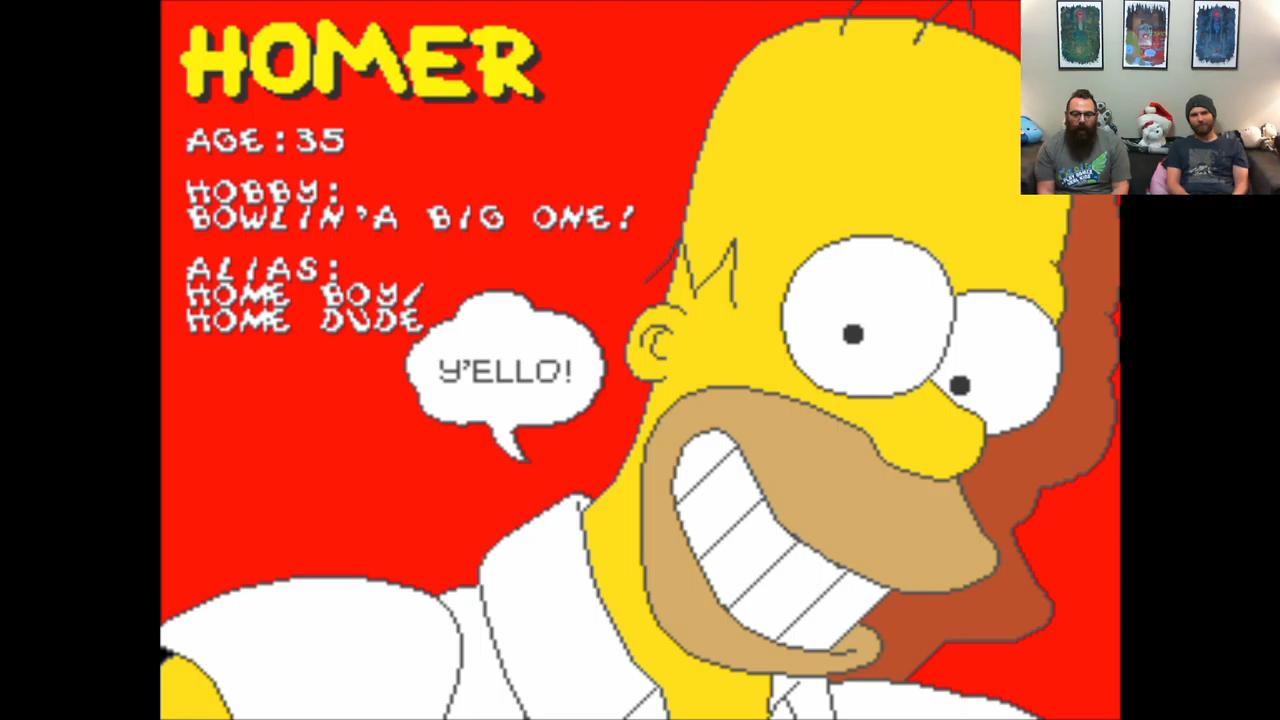 HOMER
AGE:35
HOBBY:
BOWLIN'A BIG ONE!
ALIAS:
HOME BOY/
HOME DUDE
Y'ELLO!